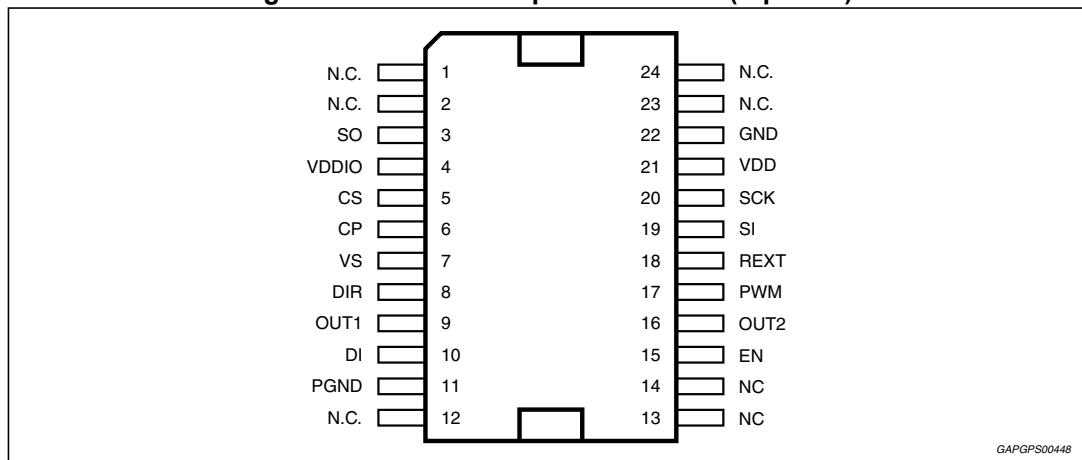 N.C. 1 24 N.C.
N.C. 2 23 N.C.
SO 3 22 GND
VDDIO 4 21 VDD
CS 5 20 SCK
CP 6 19 SI
VS 7 18 REXT
DIR 8 17 PWM
OUT1 9 16 OUT2
DI 10 15 EN
PGND 11 14 NC
N.C. 12 13 NC
GAPGPS00448